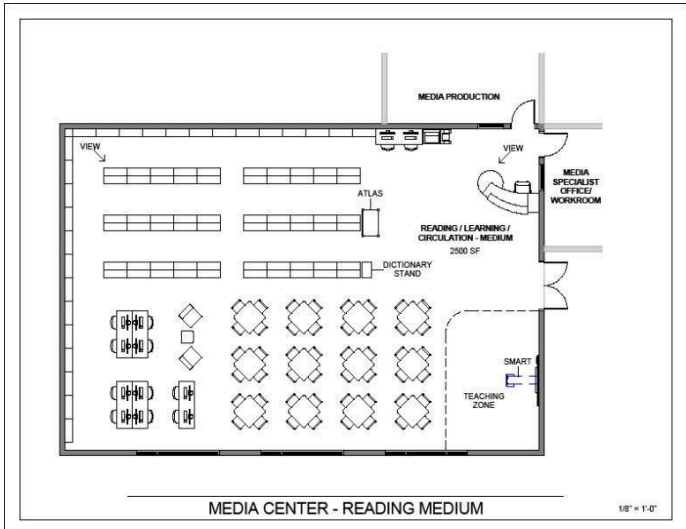 MEDIA PRODUCTION
VIEW
VIEW
MEDIA
SPECIALIST
OFFICE/
WORKROOM
ATLAS
READING / LEARNING /
CIRCULATION - MEDIUM
2500 SF
DICTIONARY
STAND
SMART
TEACHING
ZONE
MEDIA CENTER - READING MEDIUM
1/8" = 1'-0"